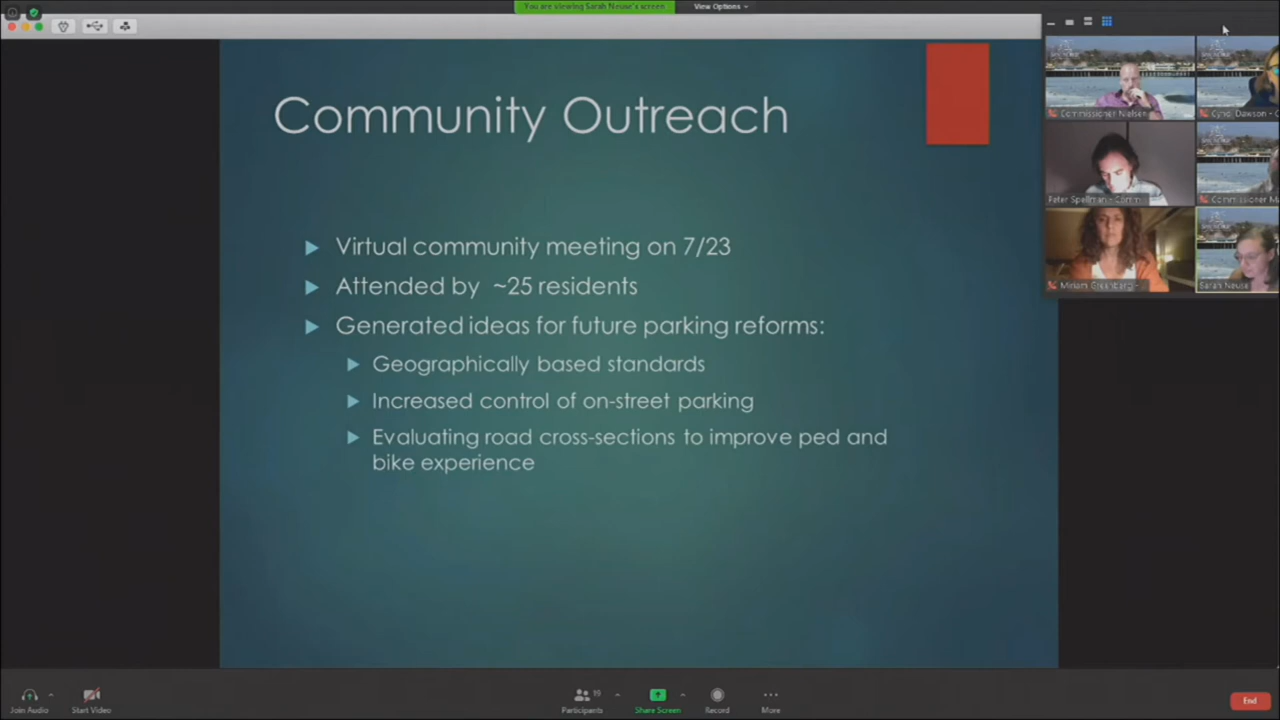 You are viewing Sarah Neuse's screen
View Options
Community Outreach
Virtual community meeting on 7/23
Attended by ~25 residents
Generated ideas for future parking reforms:
Geographically based standards
Increased control of on-street parking
Evaluating road cross-sections to improve ped and
bike experience
Commissioner Nielsen
Cyndi Dawson - C
Peter Spellman - Comm
Commissioner M
Miriam Greenberg -
Sarah Neuse
Join Audio
Start Video
19
Participants
Share Screen
Record
More
End